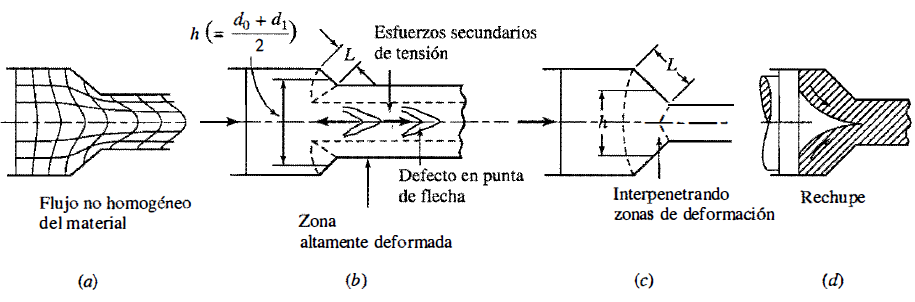 h (= d₀ + d₁ / 2)
L
Esfuerzos secundarios
de tensión
L
h
Flujo no homogéneo
del material
Defecto en punta
de flecha
Zona
altamente deformada
Interpenetrando
zonas de deformación
Rechupe
(a)
(b)
(c)
(d)